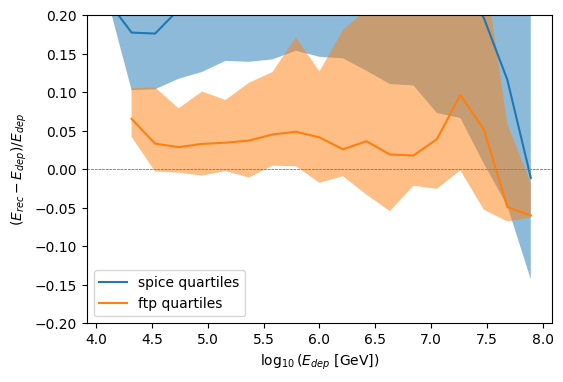 0.20
0.15
0.10
0.05
0.00
−0.05
−0.10
−0.15
−0.20
(E_rec − E_dep)/E_dep
spice quartiles
ftp quartiles
4.0 4.5 5.0 5.5 6.0 6.5 7.0 7.5 8.0
log₁₀ (E_dep [GeV])